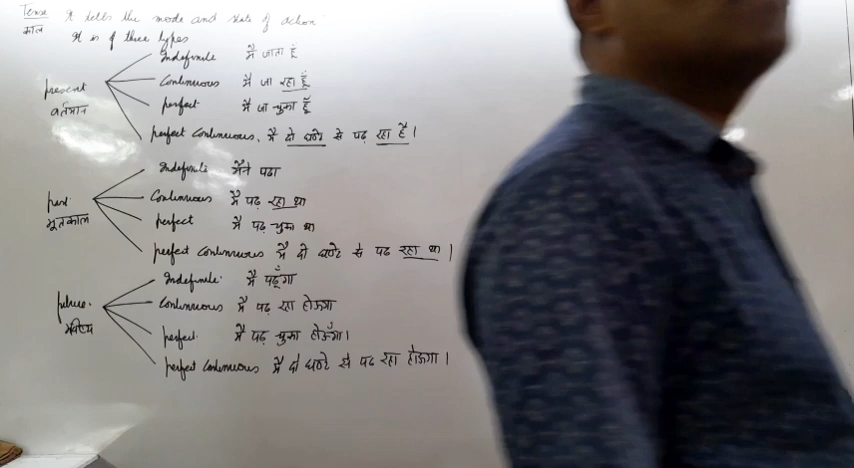 Tense It tells the mode and state of action
काल It is of three types
Indefinite मैं जाता हूँ
Continuous मैं जा रहा हूँ
present
perfect मैं जा चुका हूँ
वर्तमान
perfect continuous. मैं दो घण्टे से पढ़ रहा हूँ।
Indefinite मैंने पढा
past Continuous मैं पढ़ रहा था
भूतकाल perfect मैं पढ़ चुका था
perfect continuous मैं दो घण्टे से पढ रहा था।
Indefinite मैं पढूँगा
future. Continuous मैं पढ रहा होऊगा
भविष्य perfect मैं पढ़ चुका होऊँगा।
perfect continuous मैं दो घण्टे से पढ रहा होऊगा।